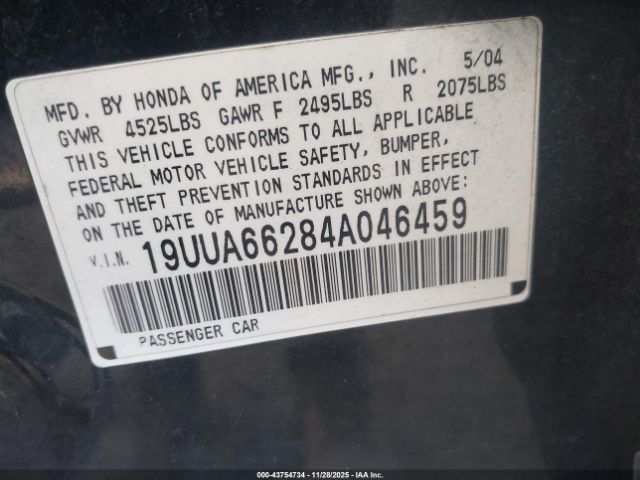 MFD. BY HONDA OF AMERICA MFG., INC. 5/04
GVWR 4525LBS GAWR F 2495LBS R 2075LBS
THIS VEHICLE CONFORMS TO ALL APPLICABLE
FEDERAL MOTOR VEHICLE SAFETY, BUMPER,
AND THEFT PREVENTION STANDARDS IN EFFECT
ON THE DATE OF MANUFACTURE SHOWN ABOVE:
V.I.N. 19UUA66284A046459
PASSENGER CAR
000-43754734 - 11/28/2025 - IAA Inc.